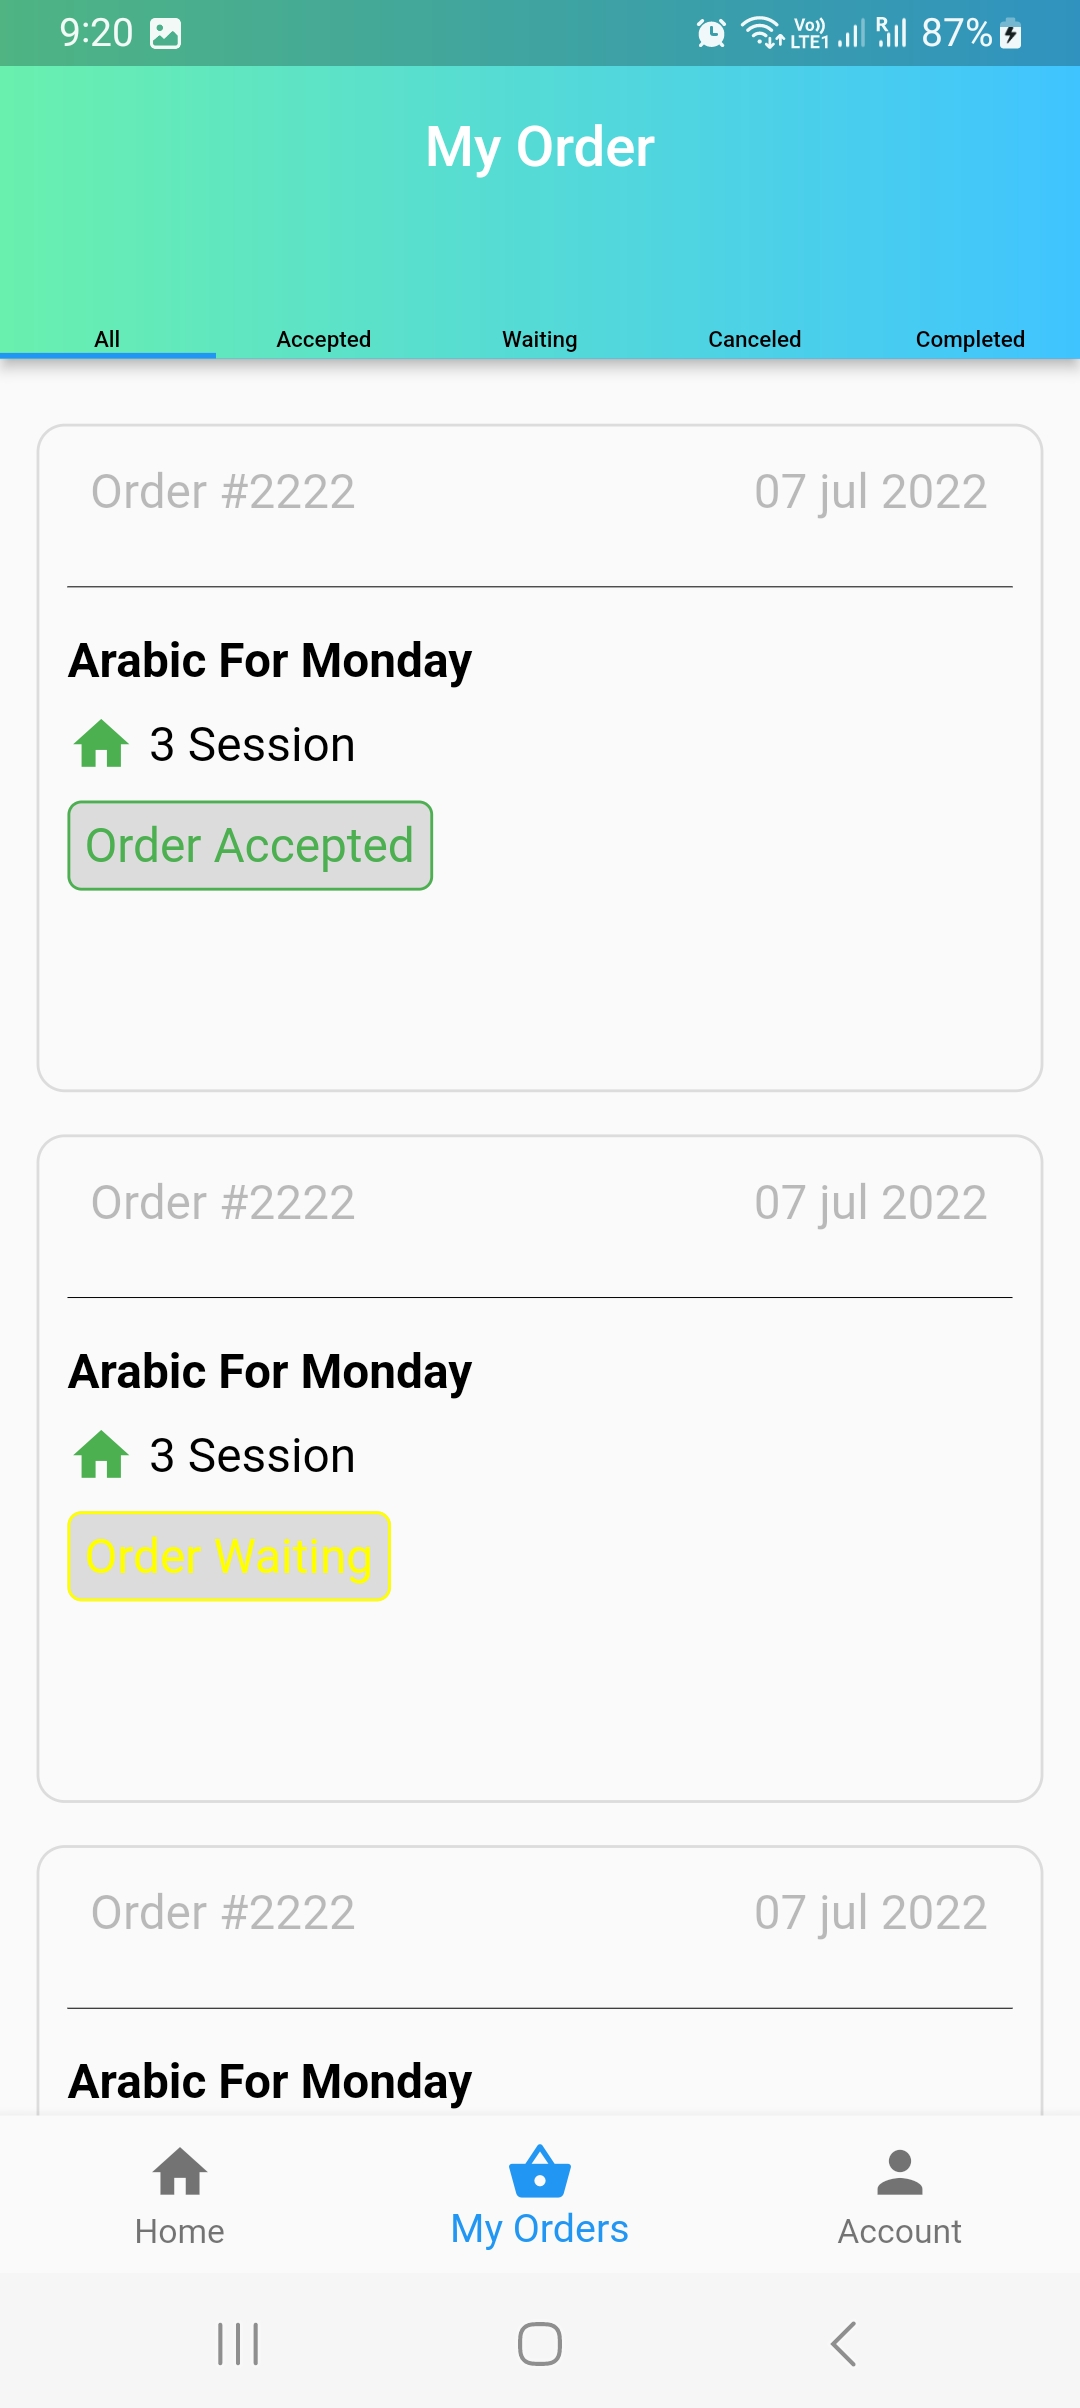 9:20 Vo)) LTE1 R 87%
My Order
All Accepted Waiting Canceled Completed
Order #2222 07 jul 2022
Arabic For Monday
3 Session
Order Accepted
Order #2222 07 jul 2022
Arabic For Monday
3 Session
Order Waiting
Order #2222 07 jul 2022
Arabic For Monday
Home My Orders Account